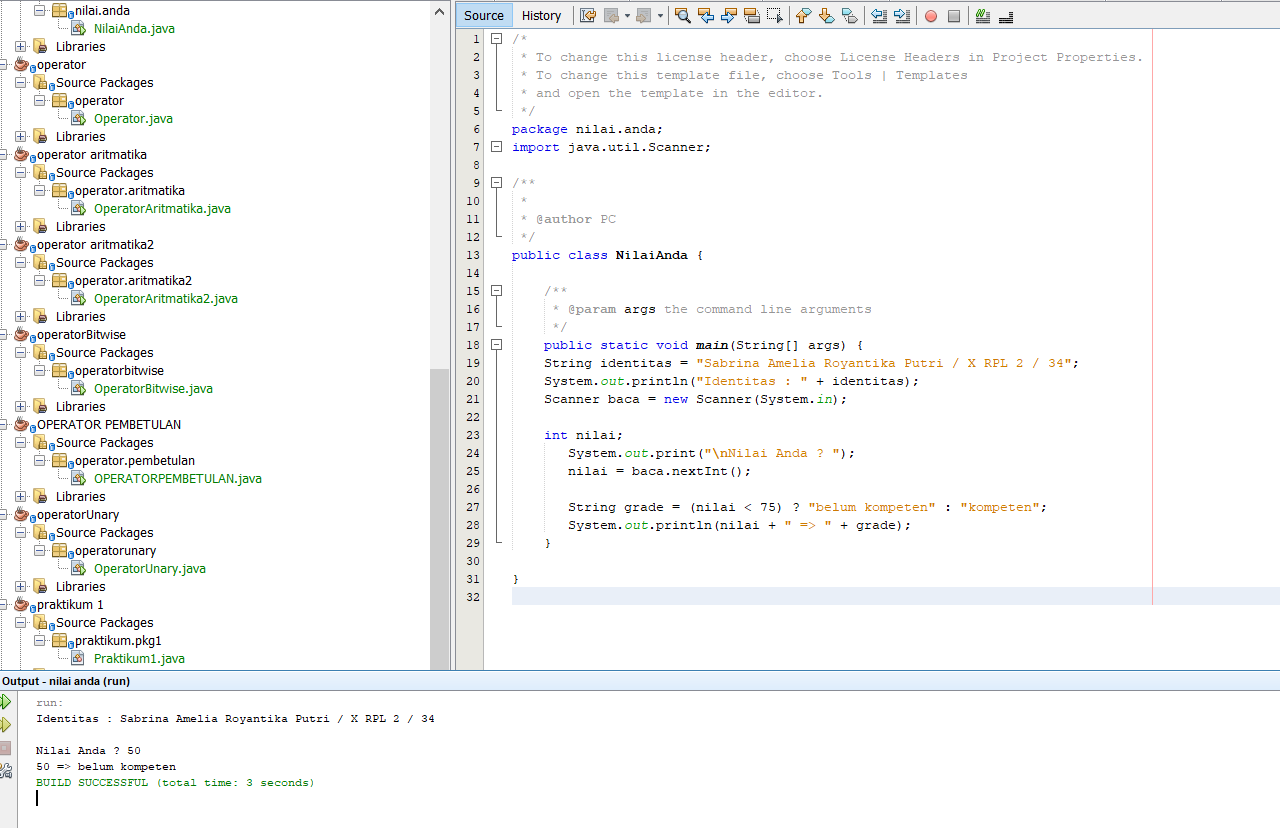 nilai.anda
NilaiAnda.java
Libraries
operator
Source Packages
operator
Operator.java
Libraries
operator aritmatika
Source Packages
operator.aritmatika
OperatorAritmatika.java
Libraries
operator aritmatika2
Source Packages
operator.aritmatika2
OperatorAritmatika2.java
Libraries
operatorBitwise
Source Packages
operatorbitwise
OperatorBitwise.java
Libraries
OPERATOR PEMBETULAN
Source Packages
operator.pembetulan
OPERATORPEMBETULAN.java
Libraries
operatorUnary
Source Packages
operatorunary
OperatorUnary.java
Libraries
praktikum 1
Source Packages
praktikum.pkg1
Praktikum1.java
Source History
1 /*
2 * To change this license header, choose License Headers in Project Properties.
3 * To change this template file, choose Tools | Templates
4 * and open the template in the editor.
5 */
6 package nilai.anda;
7 import java.util.Scanner;
8
9 /**
10 *
11 * @author PC
12 */
13 public class NilaiAnda {
14
15 /**
16 * @param args the command line arguments
17 */
18 public static void main(String[] args) {
19 String identitas = "Sabrina Amelia Royantika Putri / X RPL 2 / 34";
20 System.out.println("Identitas : " + identitas);
21 Scanner baca = new Scanner(System.in);
22
23 int nilai;
24 System.out.print("\nNilai Anda ? ");
25 nilai = baca.nextInt();
26
27 String grade = (nilai < 75) ? "belum kompeten" : "kompeten";
28 System.out.println(nilai + " => " + grade);
29 }
30
31 }
32
Output - nilai anda (run)
run:
Identitas : Sabrina Amelia Royantika Putri / X RPL 2 / 34
Nilai Anda ? 50
50 => belum kompeten
BUILD SUCCESSFUL (total time: 3 seconds)